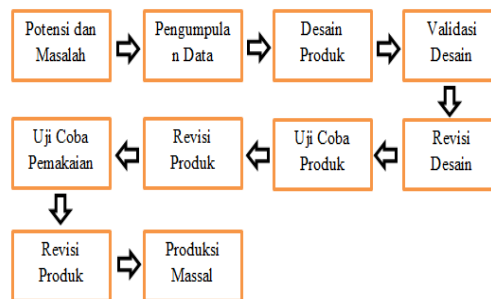 Potensi dan
Masalah
Pengumpula
n Data
Desain
Produk
Validasi
Desain
Revisi
Desain
Uji Coba
Produk
Revisi
Produk
Uji Coba
Pemakaian
Revisi
Produk
Produksi
Massal